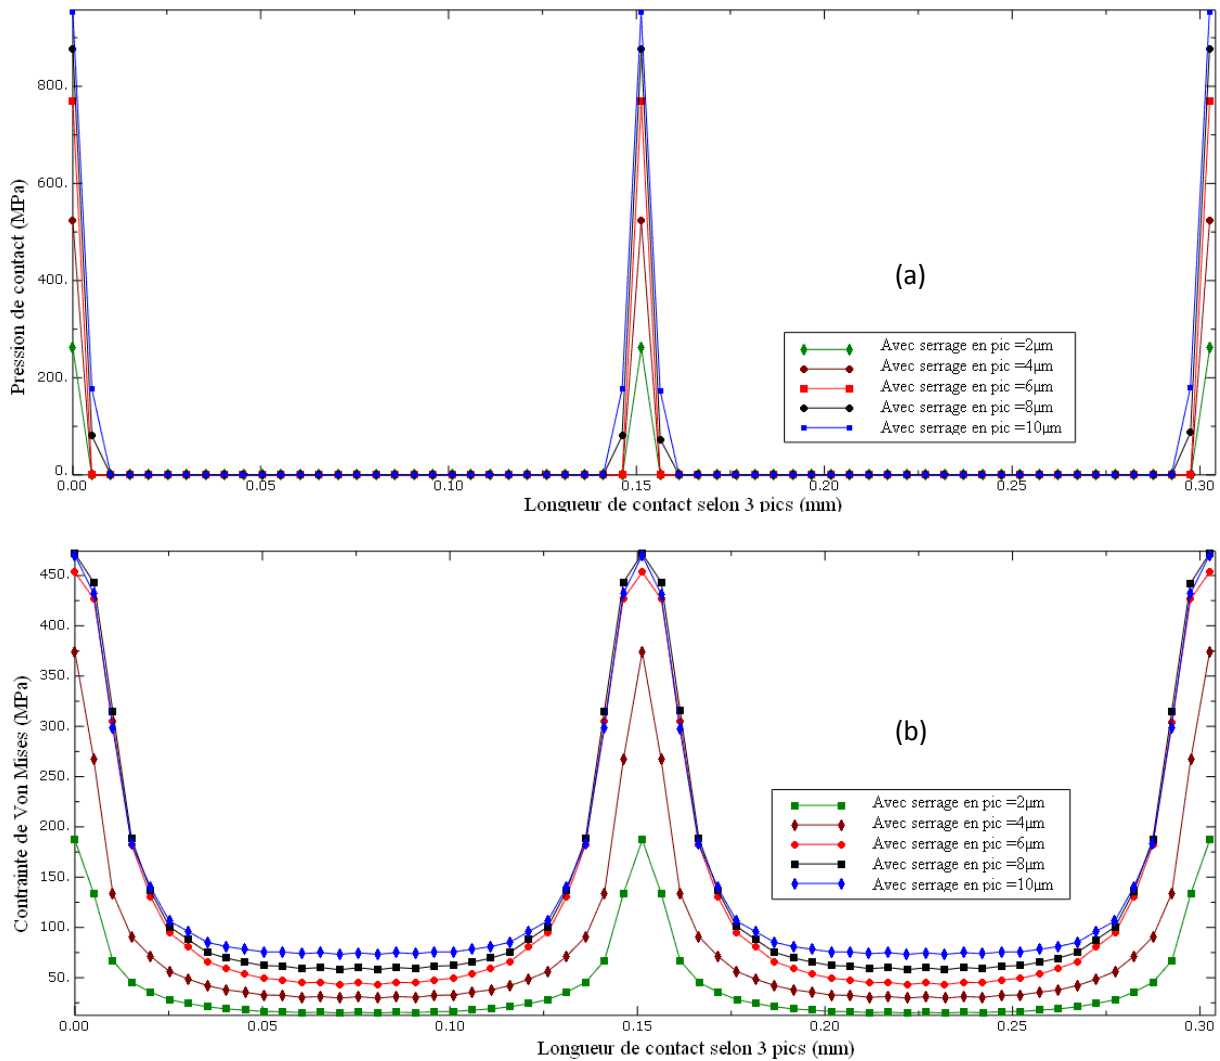 Pression de contact (MPa)
800.
600.
400.
200.
0.
(a)
Avec serrage en pic =2µm
Avec serrage en pic =4µm
Avec serrage en pic =6µm
Avec serrage en pic =8µm
Avec serrage en pic =10µm
0.00 0.05 0.10 0.15 0.20 0.25 0.30
Longueur de contact selon 3 pics (mm)
Contrainte de Von Mises (MPa)
450.
400.
350.
300.
250.
200.
150.
100.
50.
(b)
Avec serrage en pic =2µm
Avec serrage en pic =4µm
Avec serrage en pic =6µm
Avec serrage en pic =8µm
Avec serrage en pic =10µm
0.00 0.05 0.10 0.15 0.20 0.25 0.30
Longueur de contact selon 3 pics (mm)